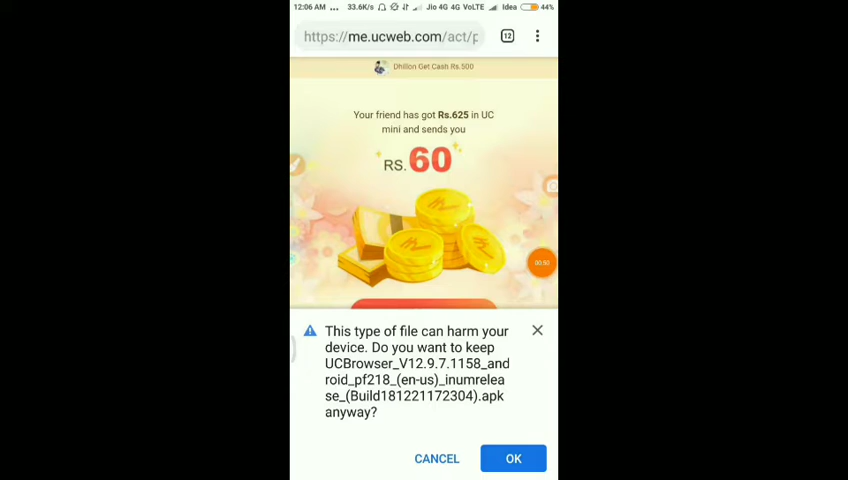 12:06 AM ... 33.6K/s Jio 4G 4G VoLTE Idea 44%
https://me.ucweb.com/act/p
12
Dhillon Get Cash Rs.500
Your friend has got Rs.625 in UC
mini and sends you
RS. 60
00:50
This type of file can harm your
device. Do you want to keep
UCBrowser_V12.9.7.1158_and
roid_pf218_(en-us)_inumrelea
se_(Build181221172304).apk
anyway?
CANCEL OK